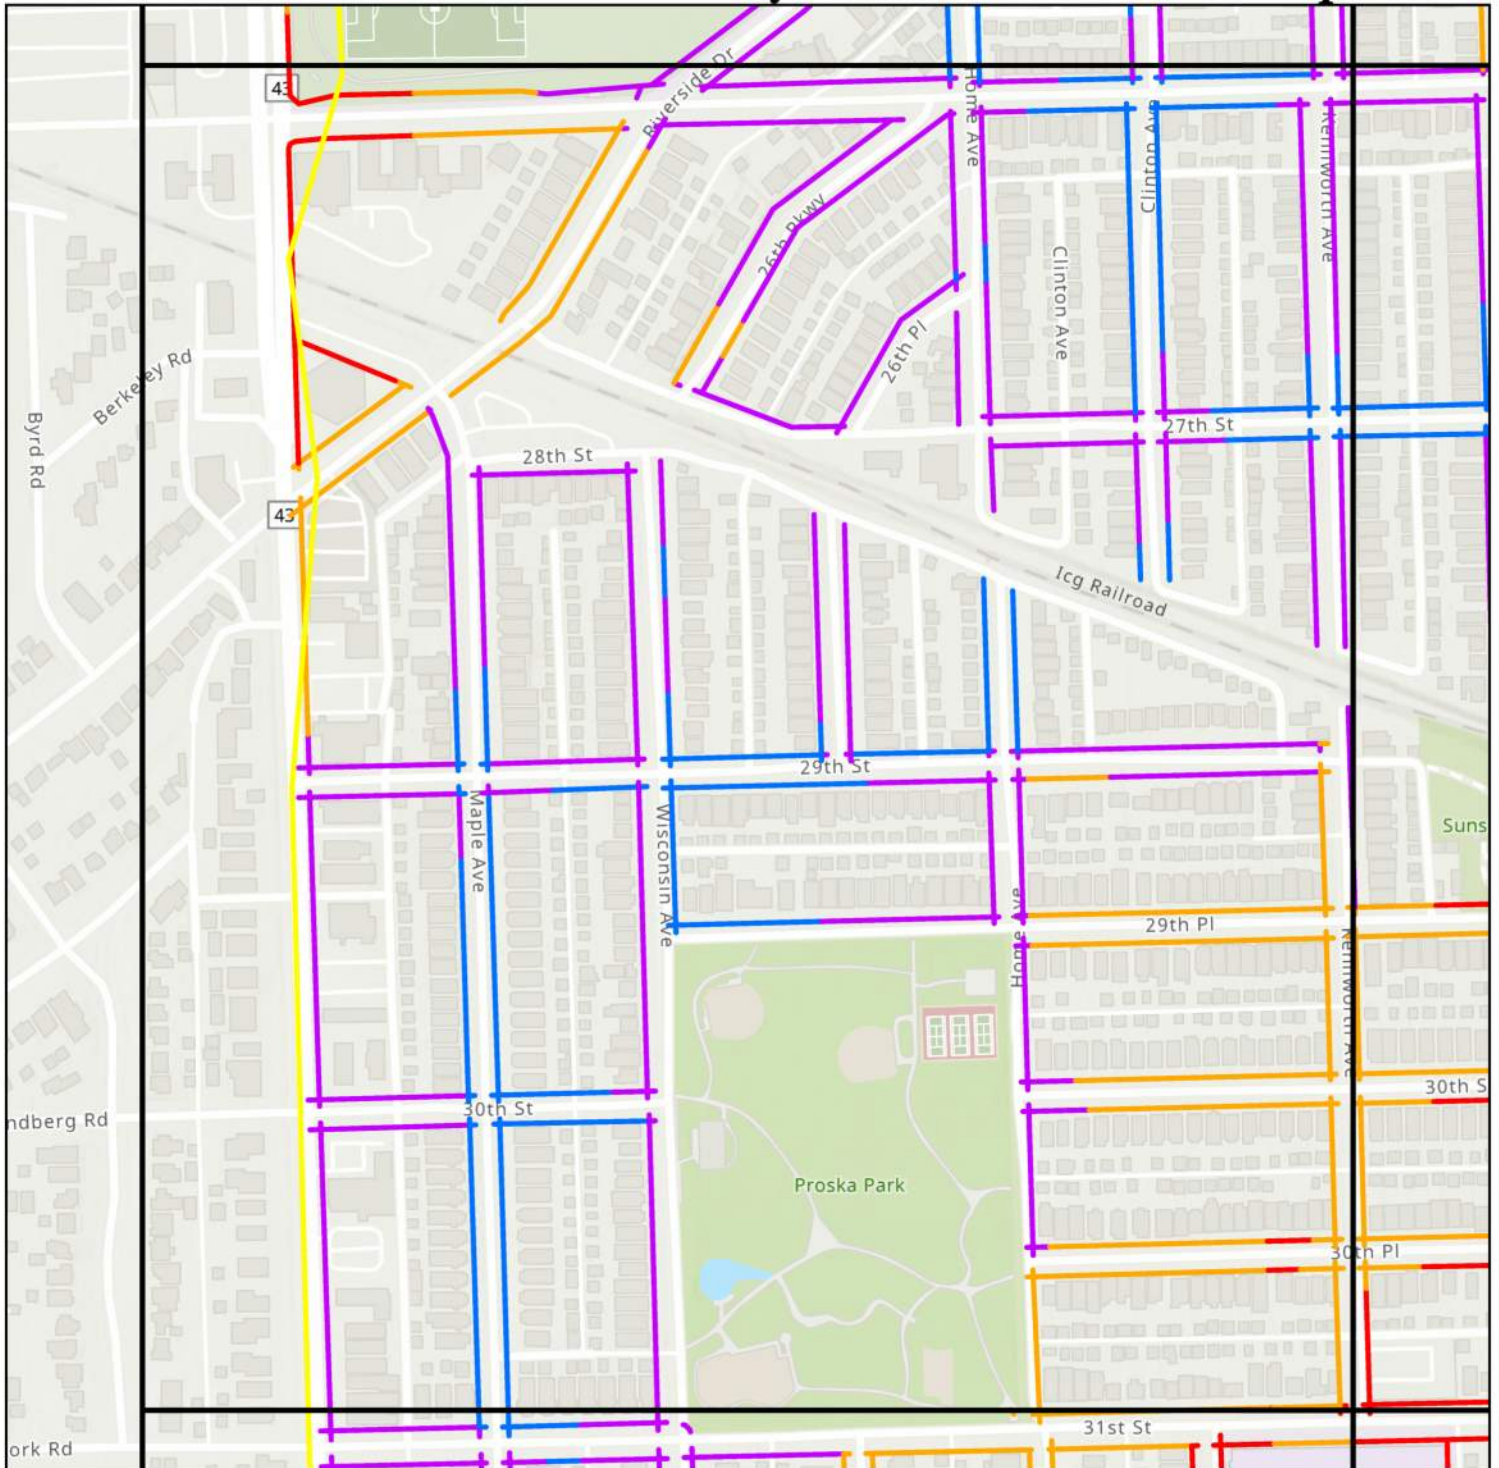 43
Riverside Dr
Home Ave
Clinton Ave
Kenilworth Ave
26th Pkwy
Clinton Ave
26th Pl
Berkeley Rd
Byrd Rd
27th St
28th St
43
Icg Railroad
29th St
Maple Ave
Wisconsin Ave
Suns
Home Ave
29th Pl
Kenilworth Ave
30th S
30th St
ndberg Rd
Proska Park
30th Pl
31st St
ork Rd